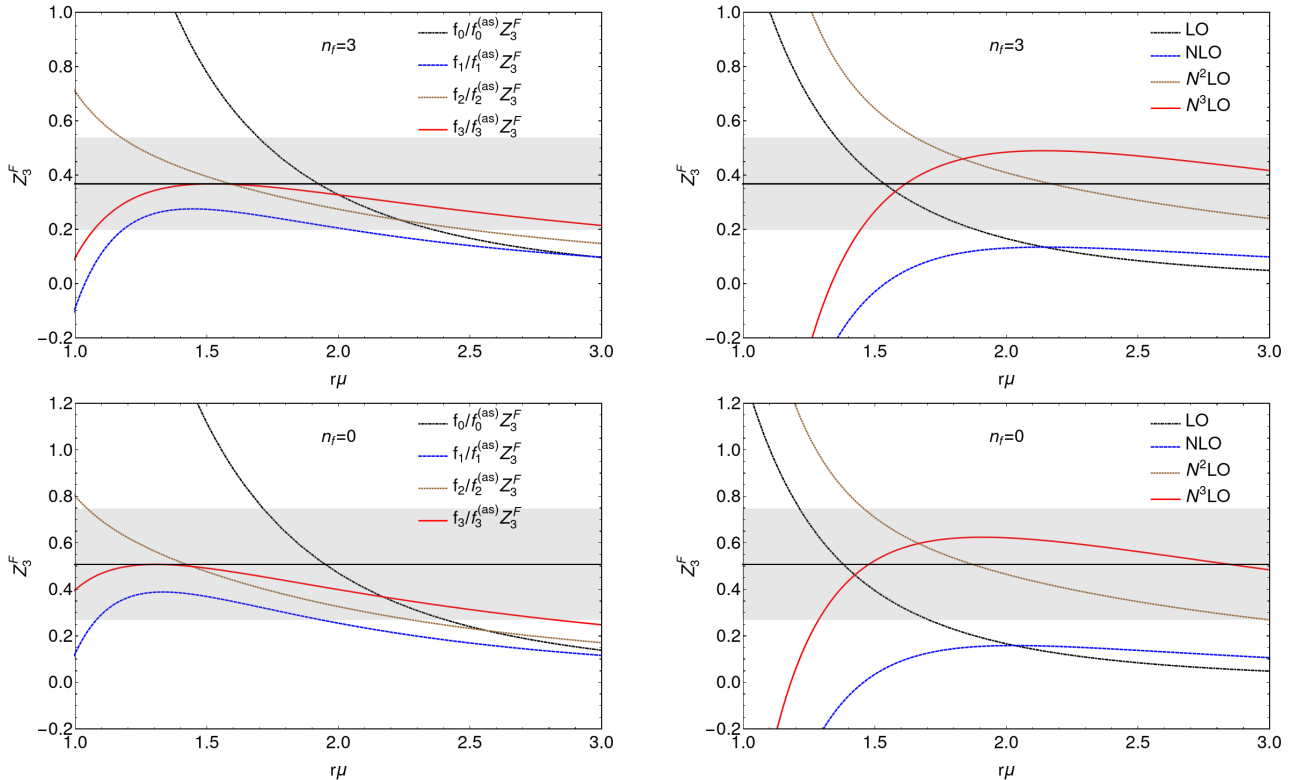 1.0
0.8
0.6
0.4
0.2
0.0
−0.2
Z₃ᶠ
n_f=3
f₀/f₀^(as) Z₃ᶠ
f₁/f₁^(as) Z₃ᶠ
f₂/f₂^(as) Z₃ᶠ
f₃/f₃^(as) Z₃ᶠ
1.0 1.5 2.0 2.5 3.0
rμ
1.0
0.8
0.6
0.4
0.2
0.0
−0.2
Z₃ᶠ
n_f=3
LO
NLO
N²LO
N³LO
1.0 1.5 2.0 2.5 3.0
rμ
1.2
1.0
0.8
0.6
0.4
0.2
0.0
−0.2
Z₃ᶠ
n_f=0
f₀/f₀^(as) Z₃ᶠ
f₁/f₁^(as) Z₃ᶠ
f₂/f₂^(as) Z₃ᶠ
f₃/f₃^(as) Z₃ᶠ
1.0 1.5 2.0 2.5 3.0
rμ
1.2
1.0
0.8
0.6
0.4
0.2
0.0
−0.2
Z₃ᶠ
n_f=0
LO
NLO
N²LO
N³LO
1.0 1.5 2.0 2.5 3.0
rμ